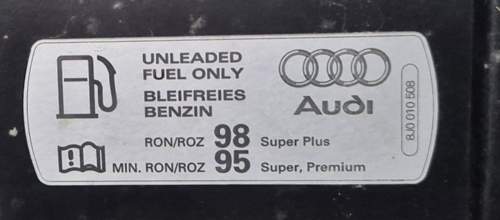 UNLEADED
FUEL ONLY
BLEIFREIES
BENZIN
Audi
RON/ROZ 98 Super Plus
MIN. RON/ROZ 95 Super, Premium
8J0 010 508